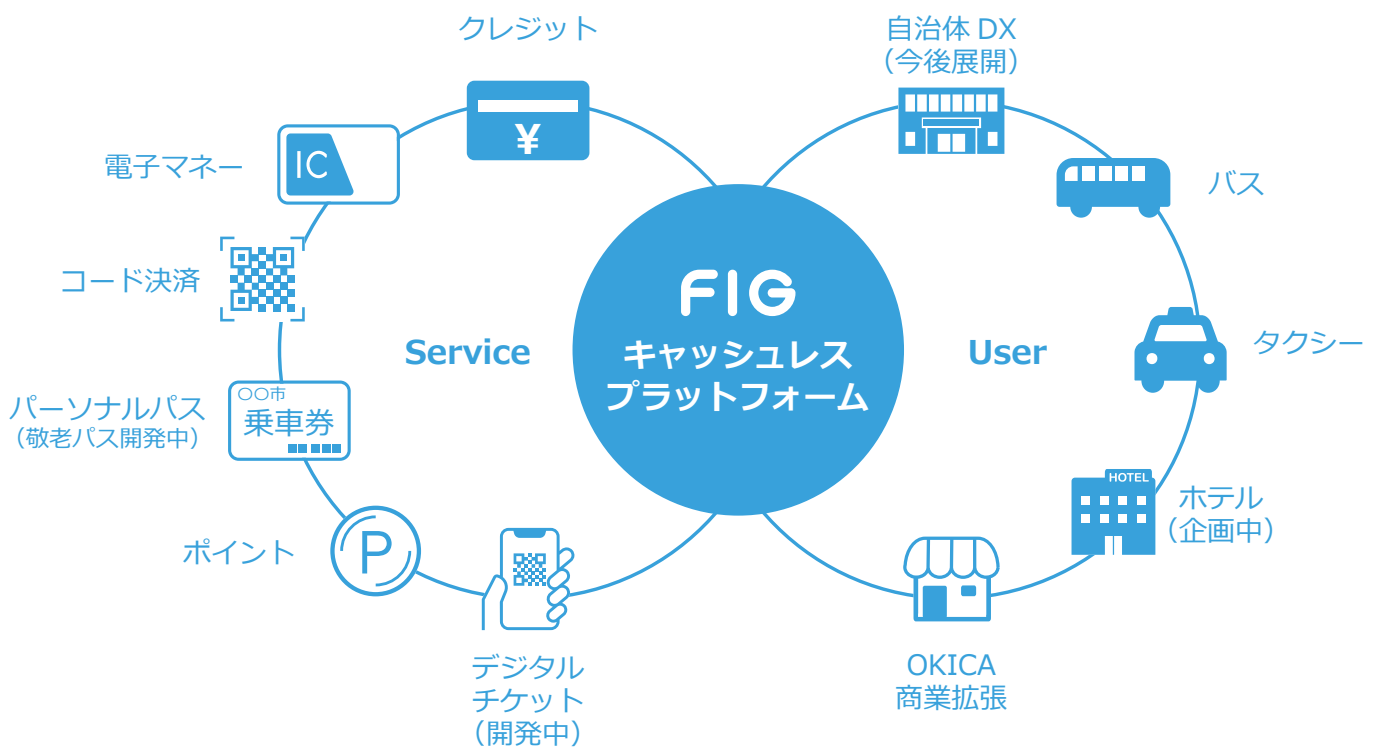 クレジット
¥
電子マネー
IC
コード決済
パーソナルパス
（敬老パス開発中）
〇〇市
乗車券
ポイント
P
デジタル
チケット
（開発中）
Service
FIG
キャッシュレス
プラットフォーム
User
自治体 DX
（今後展開）
バス
タクシー
HOTEL
ホテル
（企画中）
OKICA
商業拡張